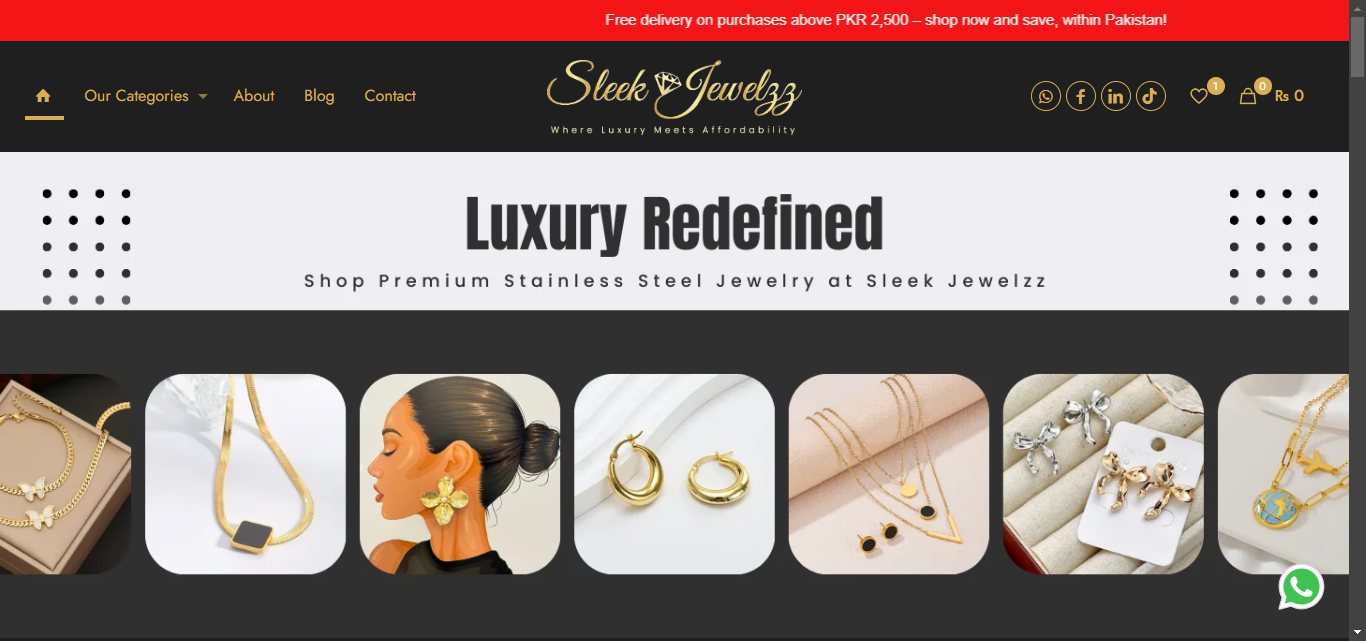 Free delivery on purchases above PKR 2,500 – shop now and save, within Pakistan!
Our Categories
About
Blog
Contact
Sleek Jewelzz
Where Luxury Meets Affordability
1
0
₨ 0
Luxury Redefined
Shop Premium Stainless Steel Jewelry at Sleek Jewelzz